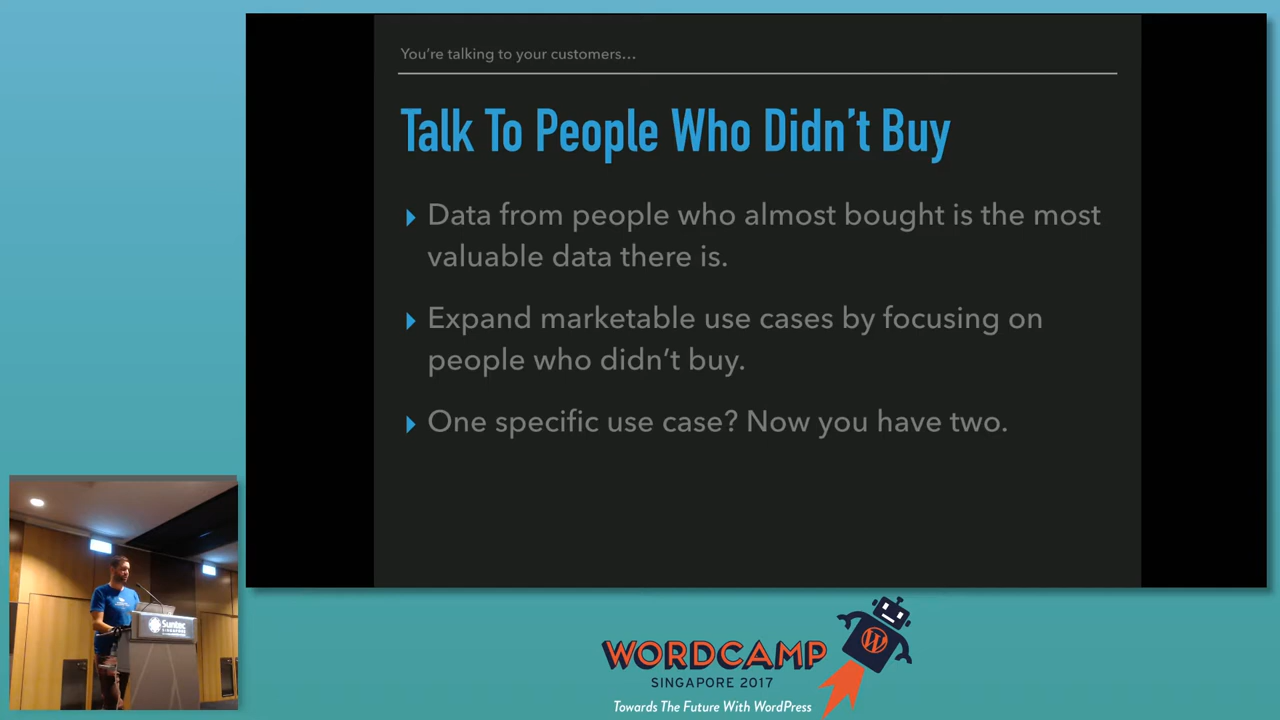 You're talking to your customers...
Talk To People Who Didn't Buy
Data from people who almost bought is the most
valuable data there is.
Expand marketable use cases by focusing on
people who didn't buy.
One specific use case? Now you have two.
Suntec
SINGAPORE
WORDCAMP
SINGAPORE 2017
Towards The Future With WordPress